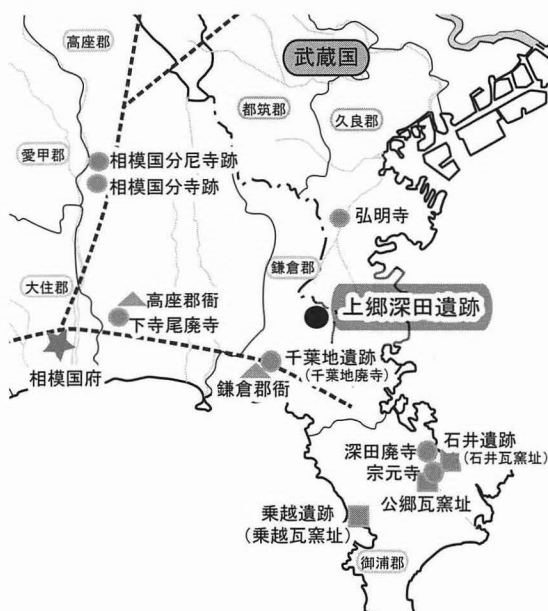 高座郡
武蔵国
都筑郡
久良郡
愛甲郡
相模国分尼寺跡
相模国分寺跡
弘明寺
鎌倉郡
大住郡
高座郡衙
下寺尾廃寺
上郷深田遺跡
相模国府
千葉地遺跡
(千葉地廃寺)
鎌倉郡衙
石井遺跡
(石井瓦窯址)
深田廃寺
宗元寺
公郷瓦窯址
乗越遺跡
(乗越瓦窯址)
御浦郡